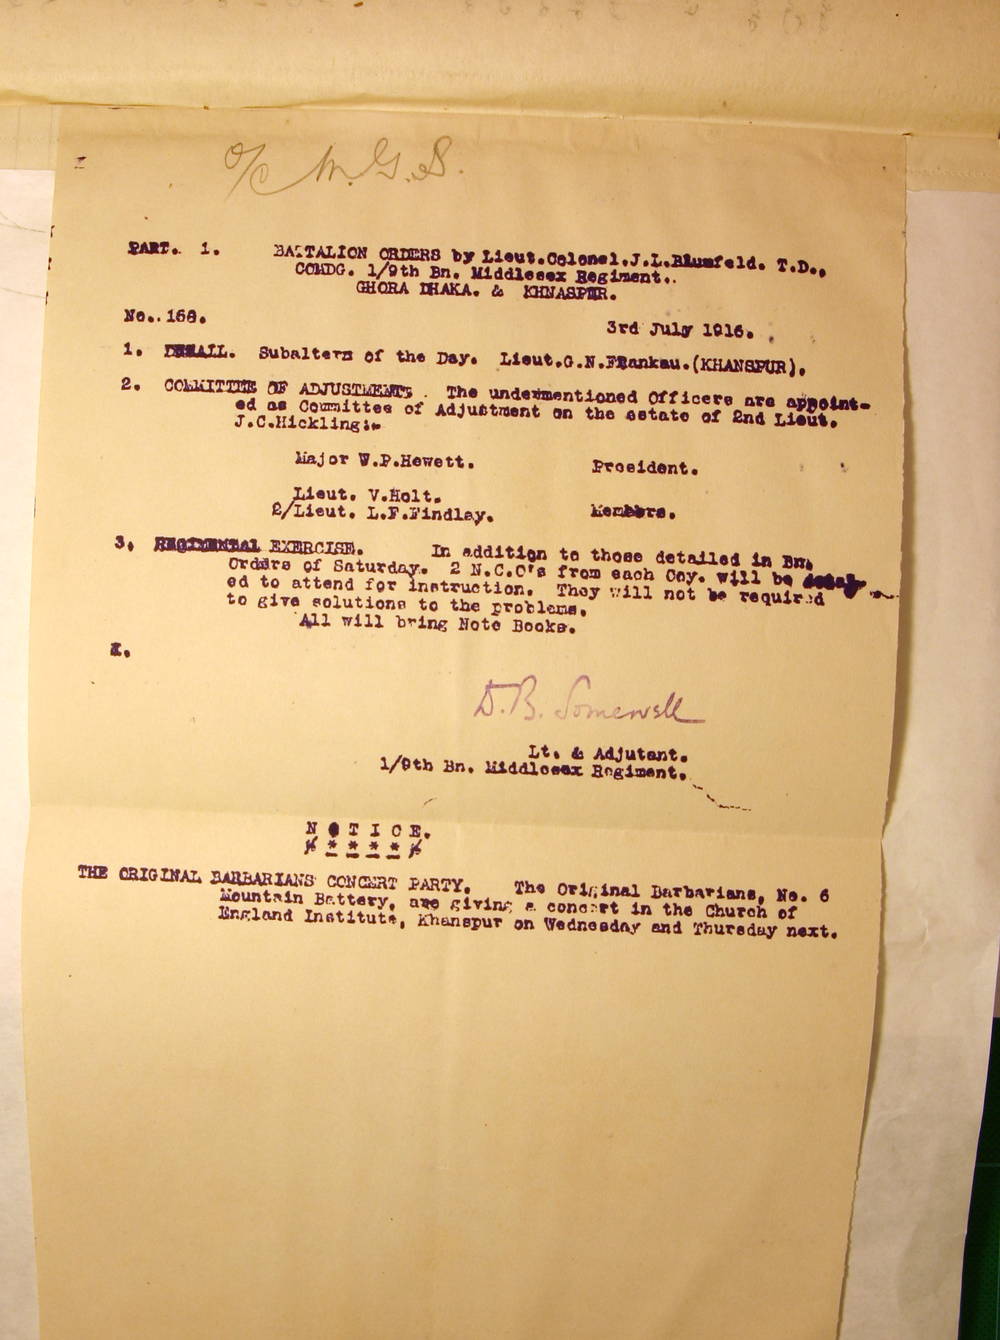 O/C M.G.S.
PART. 1. BATTALION ORDERS by Lieut.Colonel.J.L.Blumfeld. T.D.,
COMDG. 1/9th Bn. Middlesex Regiment..
GHORA DHAKA. & KHNASPUR.
No..168.
3rd July 1916.
1. DETAIL. Subaltern of the Day. Lieut.G.N.Frankau.(KHANSPUR).
2. COMMITTEE OF ADJUSTMENTS. The undermentioned Officers are appoint-
ed as Committee of Adjustment on the estate of 2nd Lieut.
J.C.Hickling:-
Major W.P.Hewett. President.
Lieut. V.Holt.
2/Lieut. L.F.Findlay. Members.
3. REGIMENTAL EXERCISE. In addition to those detailed in Bn.
Orders of Saturday. 2 N.C.O's from each Coy. will be detail
ed to attend for instruction. They will not be required
to give solutions to the problems.
All will bring Note Books.
D.B. Somervell
Lt. & Adjutant.
1/9th Bn. Middlesex Regiment.
NOTICE.
* * * *
THE ORIGINAL BARBARIANS CONCERT PARTY. The Original Barbarians, No. 6
Mountain Battery, are giving a concert in the Church of
England Institute, Khanspur on Wednesday and Thursday next.